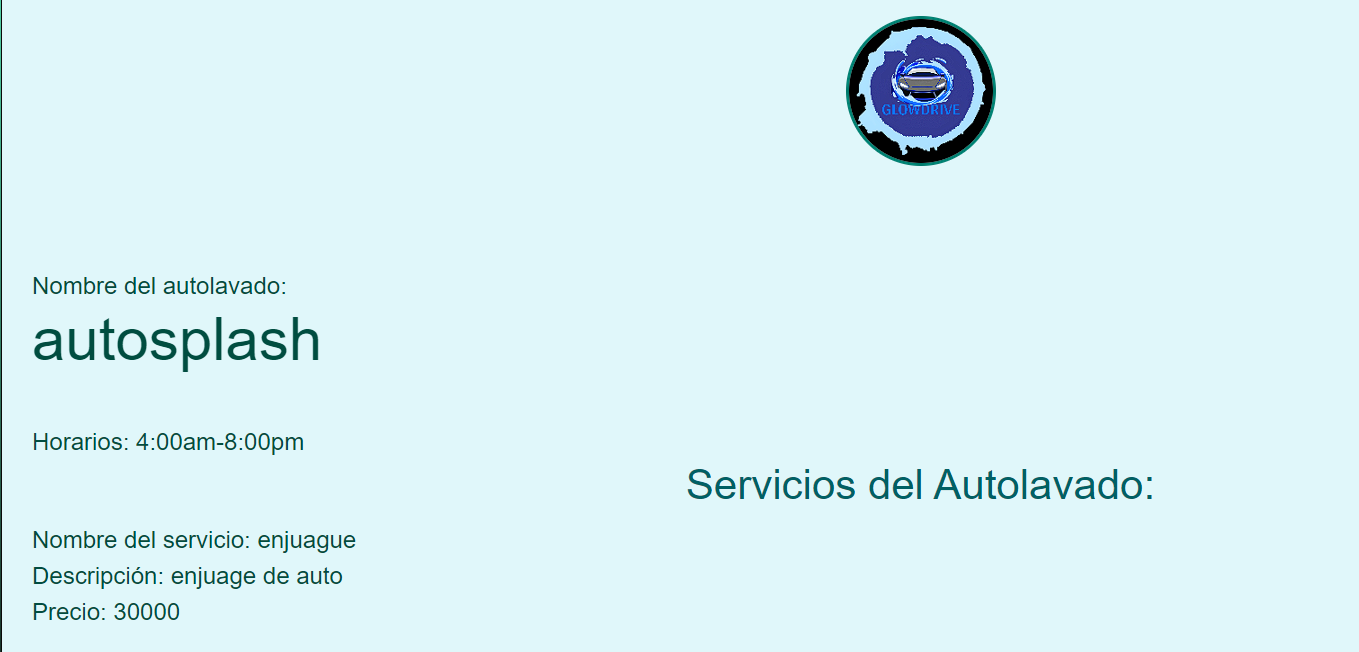 GLOWDRIVE
Nombre del autolavado:
autosplash
Horarios: 4:00am-8:00pm
Servicios del Autolavado:
Nombre del servicio: enjuague
Descripción: enjuage de auto
Precio: 30000